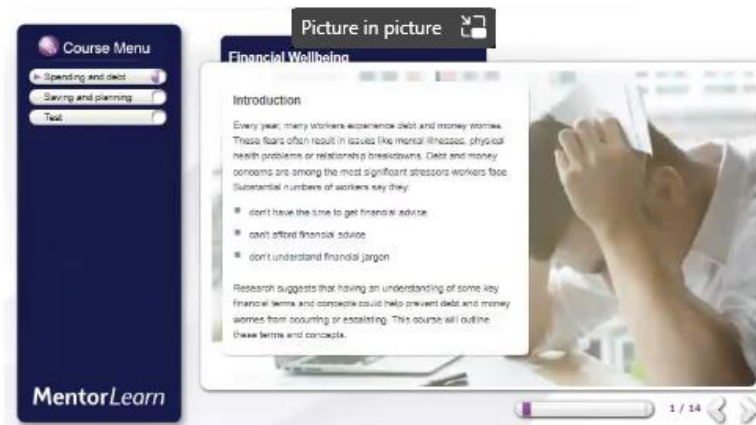 Picture in picture
Course Menu
Spending and debt
Saving and planning
Test
Financial Wellbeing
Introduction
Every year, many workers experience debt and money worries.
These fears often result in issues like mental illnesses, physical
health problems or relationship breakdowns. Debt and money
concerns are among the most significant stressors workers face.
Substantial numbers of workers say they:
don't have the time to get financial advice
can't afford financial advice
don't understand financial jargon
Research suggests that having an understanding of some key
financial terms and concepts could help prevent debt and money
worries from occurring or escalating. This course will outline
these terms and concepts.
MentorLearn
1 / 14